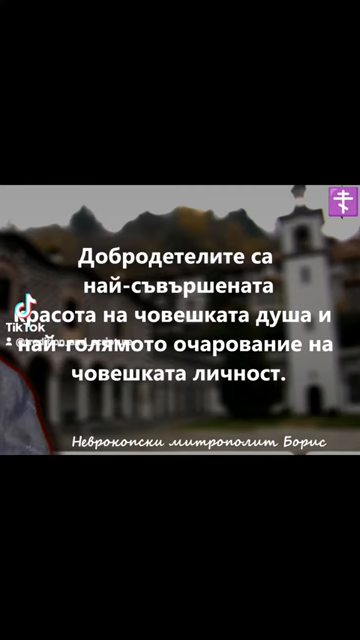 Добродетелите са
най-съвършената
красота на човешката душа и
най-голямото очарование на
човешката личност.
TikTok
Неврокопски митрополит Борис